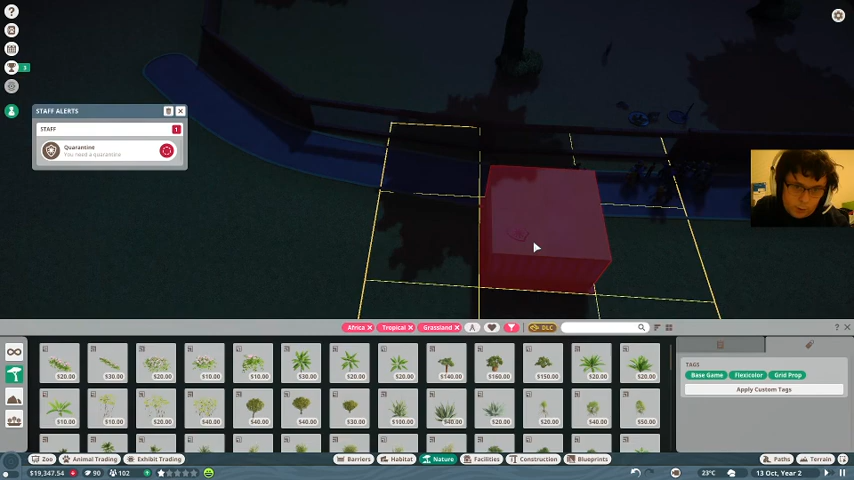 ?
3
STAFF ALERTS
STAFF 1
Quarantine
You need a quarantine
Africa Tropical Grassland DLC
?
$20.00 $30.00 $20.00 $10.00 $10.00 $30.00 $20.00 $20.00 $140.00 $160.00 $150.00 $20.00 $20.00
$10.00 $20.00 $20.00 $20.00 $40.00 $40.00 $30.00 $100.00 $40.00 $20.00 $20.00 $40.00 $50.00
TAGS
Base Game Flexicolor Grid Prop
Apply Custom Tags
Zoo Animal Trading Exhibit Trading Barriers Habitat Nature Facilities Construction Blueprints Paths Terrain
$19,347.54 90 102 23°C 13 Oct, Year 2